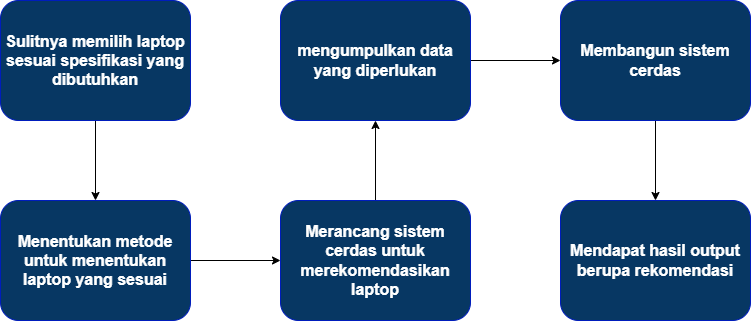 Sulitnya memilih laptop
sesuai spesifikasi yang
dibutuhkan
Menentukan metode
untuk menentukan
laptop yang sesuai
Merancang sistem
cerdas untuk
merekomendasikan
laptop
mengumpulkan data
yang diperlukan
Membangun sistem
cerdas
Mendapat hasil output
berupa rekomendasi